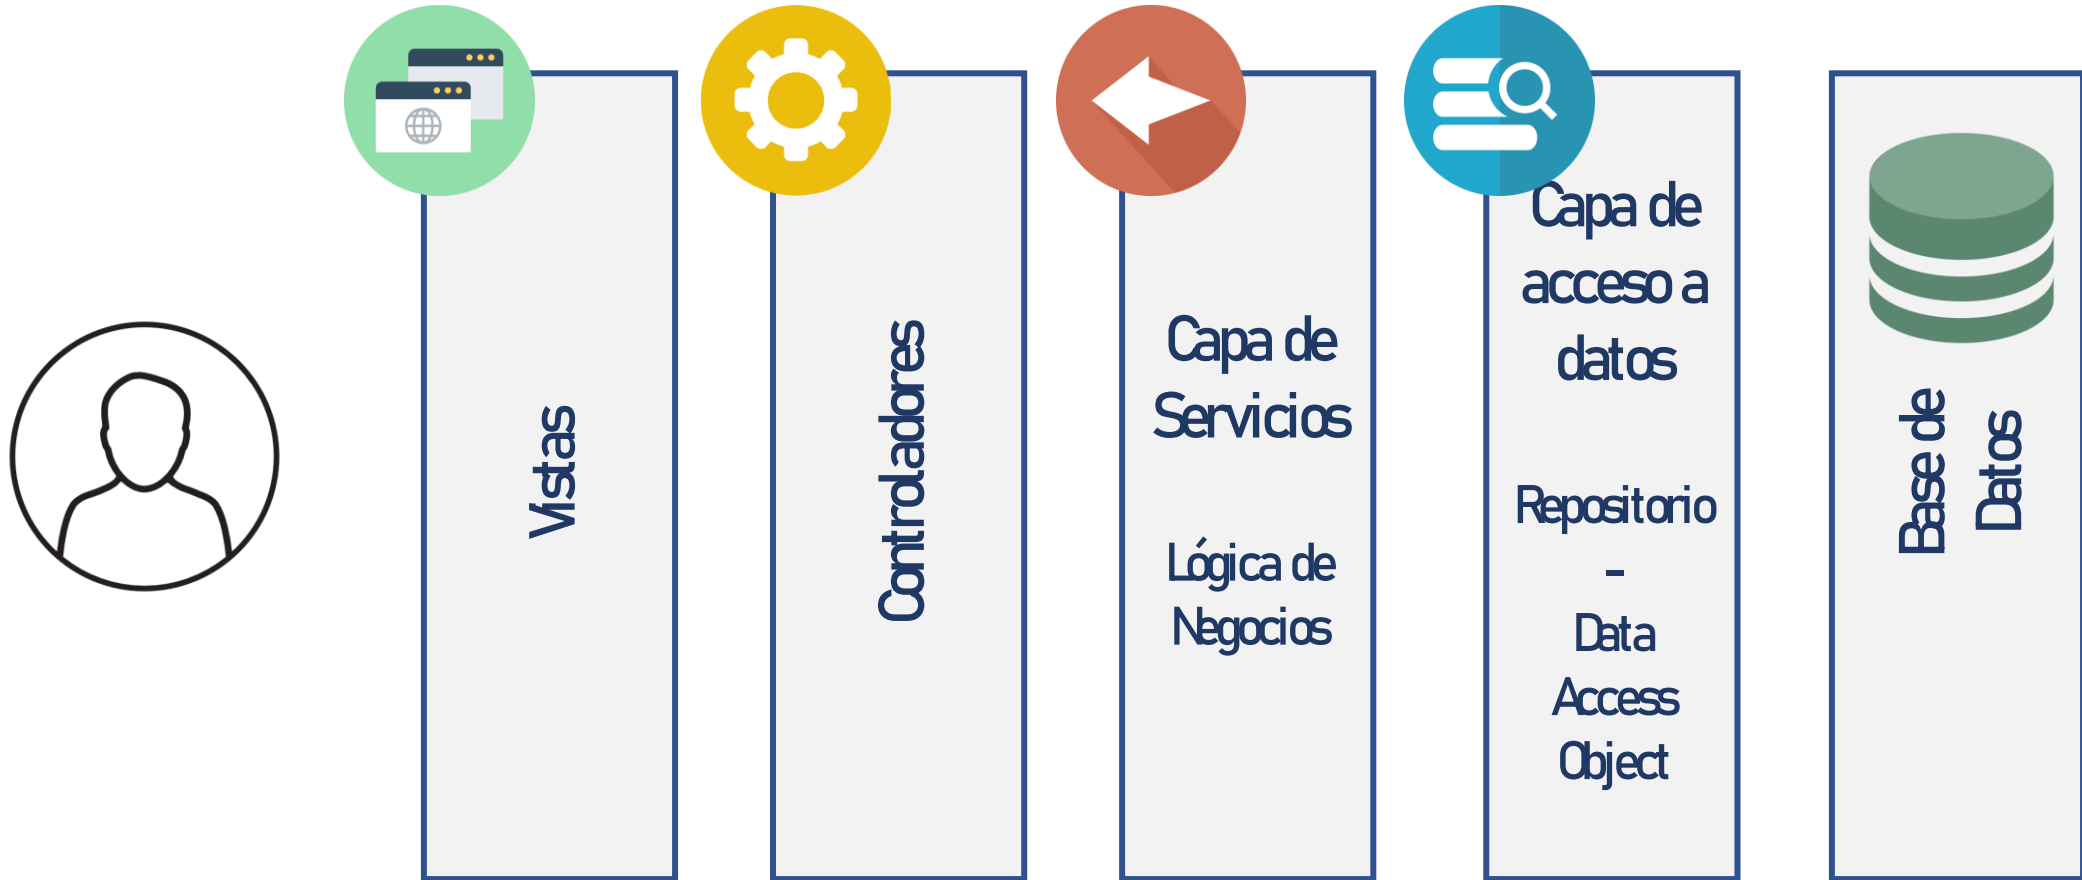 Vistas
Controladores
Capa de
Servicios
Lógica de
Negocios
Capa de
acceso a
datos
Repositorio
-
Data
Access
Object
Base de
Datos